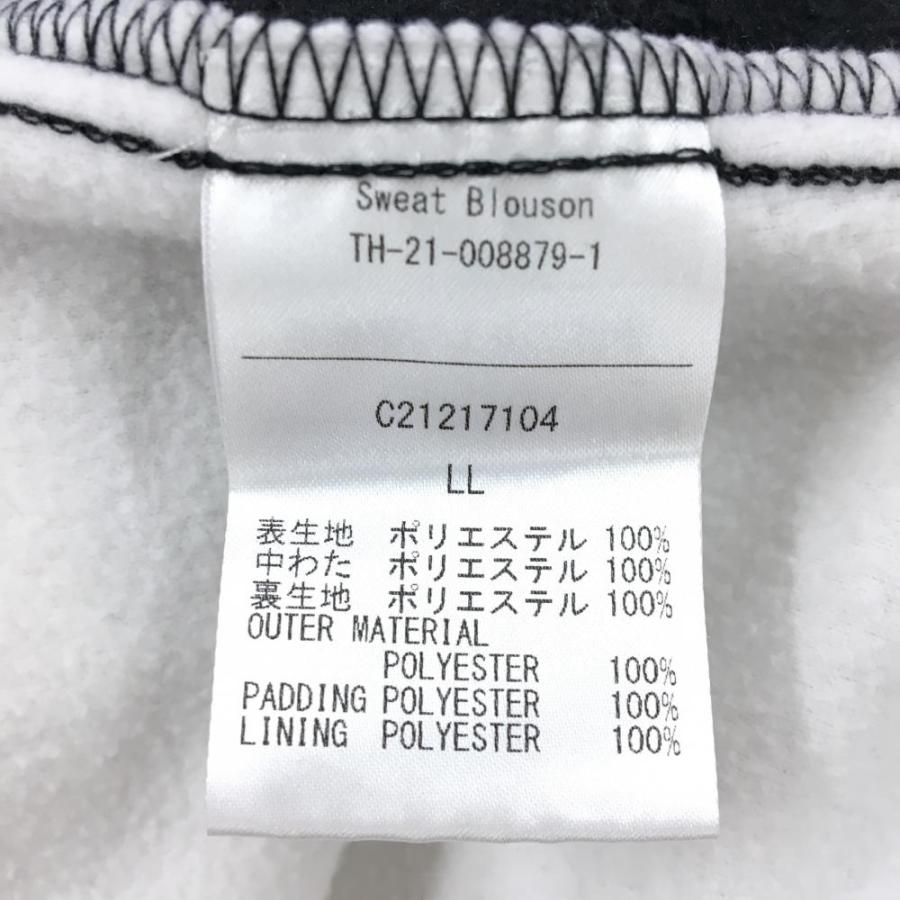 Sweat Blouson
TH-21-008879-1
C21217104
LL
表生地 ポリエステル 100%
中わた ポリエステル 100%
裏生地 ポリエステル 100%
OUTER MATERIAL
POLYESTER 100%
PADDING POLYESTER 100%
LINING POLYESTER 100%